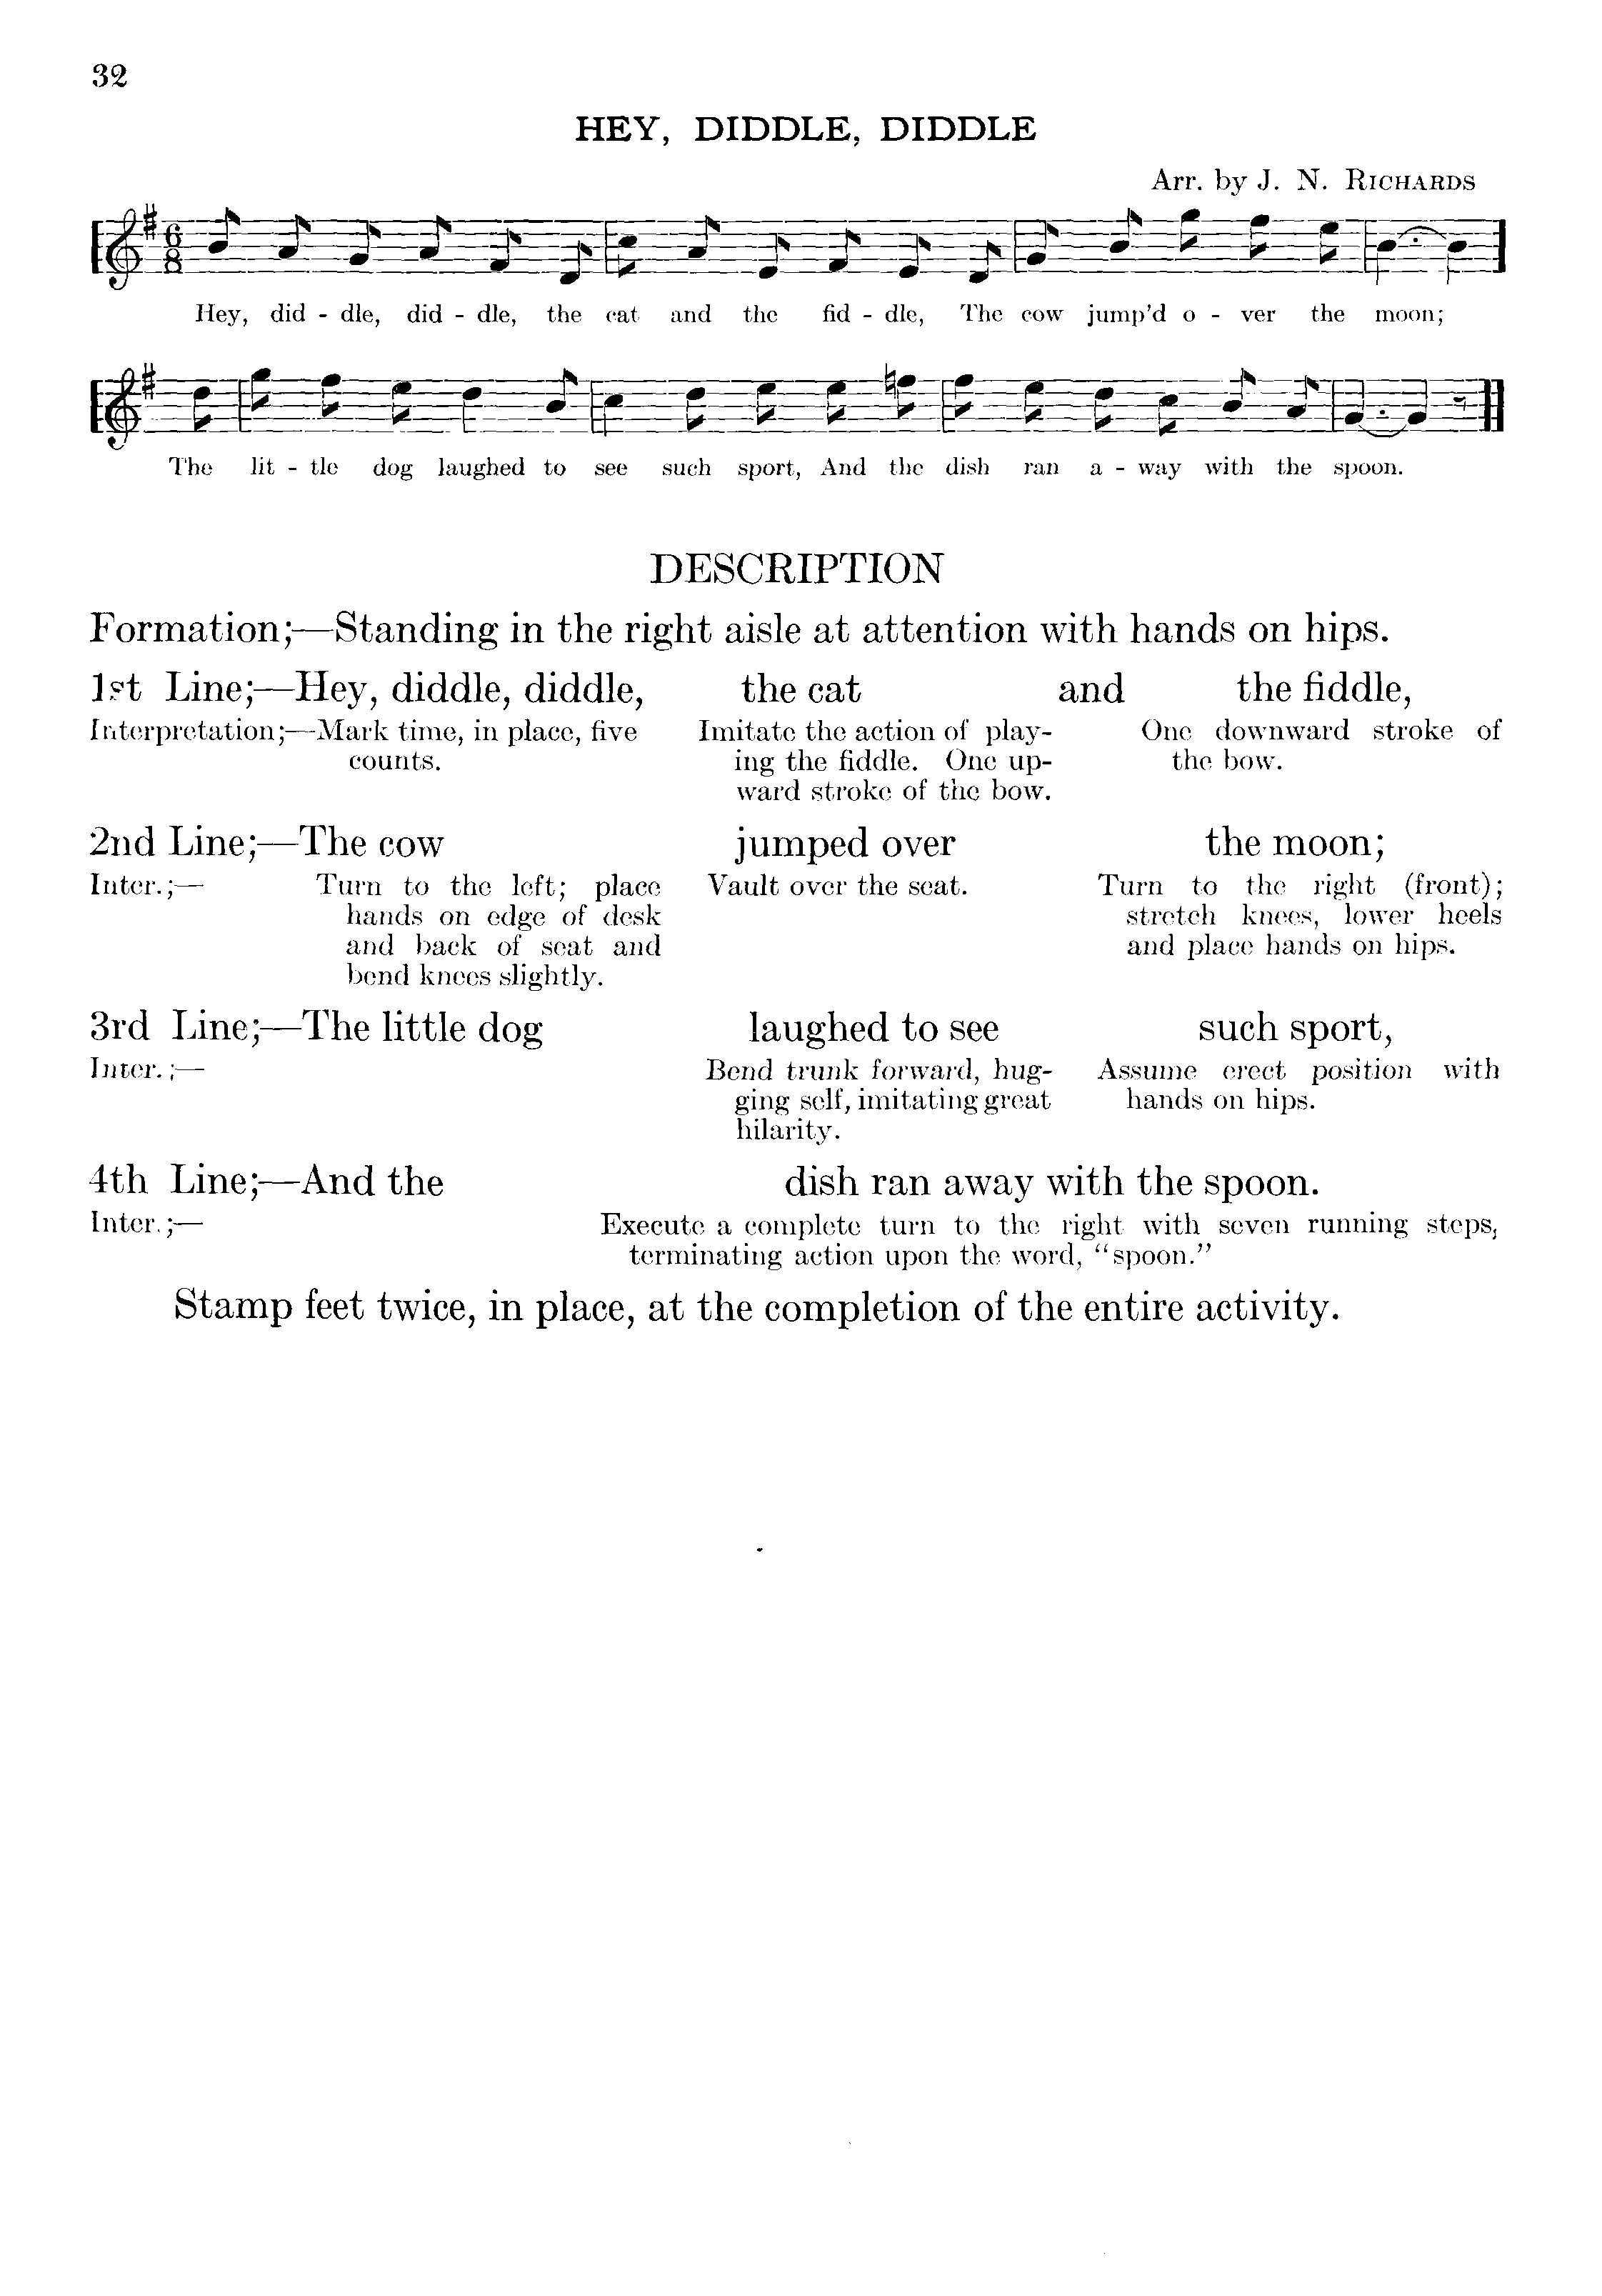 32
HEY, DIDDLE, DIDDLE
Arr. by J. N. RICHARDS
Hey, did - dle, did - dle, the cat and the fid - dle, The cow jump'd o - ver the moon;
The lit - tle dog laughed to see such sport, And the dish ran a - way with the spoon.
DESCRIPTION
Formation;—Standing in the right aisle at attention with hands on hips.
1st Line;—Hey, diddle, diddle, the cat and the fiddle,
Interpretation;—Mark time, in place, five Imitate the action of play- One downward stroke of
counts. ing the fiddle. One up- the bow.
ward stroke of the bow.
2nd Line;—The cow jumped over the moon;
Inter.;— Turn to the left; place Vault over the seat. Turn to the right (front);
hands on edge of desk stretch knees, lower heels
and back of seat and and place hands on hips.
bend knees slightly.
3rd Line;—The little dog laughed to see such sport,
Inter.;— Bend trunk forward, hug- Assume erect position with
ging self, imitating great hands on hips.
hilarity.
4th Line;—And the dish ran away with the spoon.
Inter.;— Execute a complete turn to the right with seven running steps,
terminating action upon the word, "spoon."
Stamp feet twice, in place, at the completion of the entire activity.